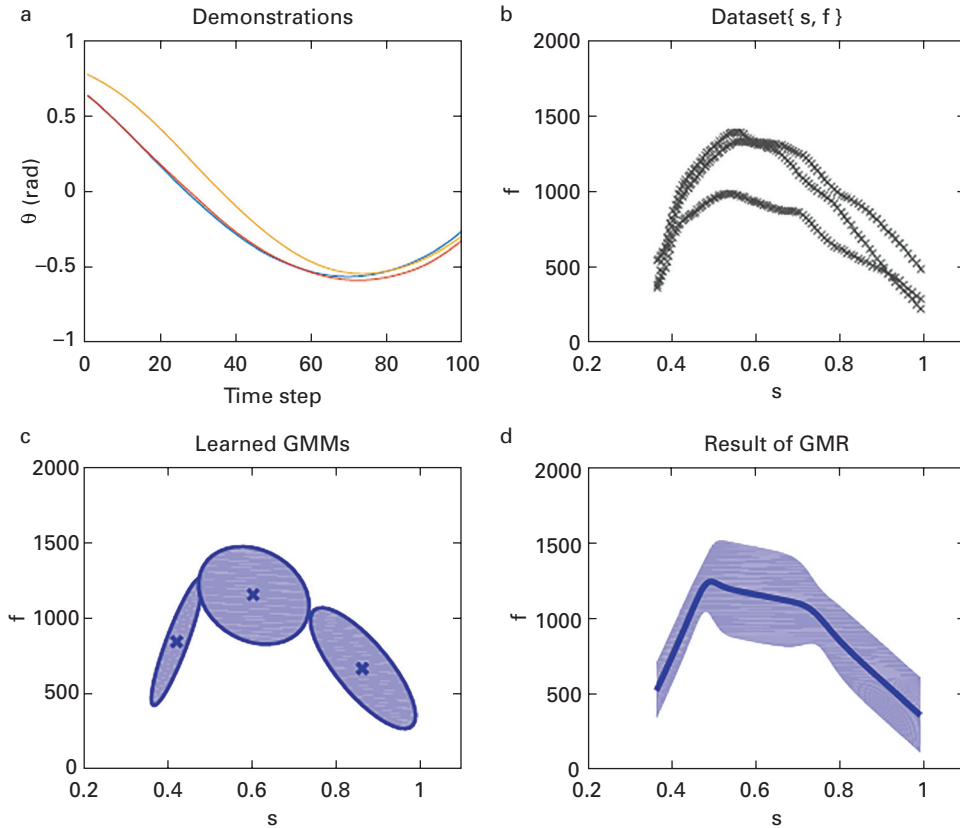 a
Demonstrations
1
0.5
0
−0.5
−1
θ (rad)
0 20 40 60 80 100
Time step
b
Dataset{ s, f }
2000
1500
1000
500
0
f
0.2 0.4 0.6 0.8 1
s
c
Learned GMMs
2000
1500
1000
500
0
f
0.2 0.4 0.6 0.8 1
s
d
Result of GMR
2000
1500
1000
500
0
f
0.2 0.4 0.6 0.8 1
s